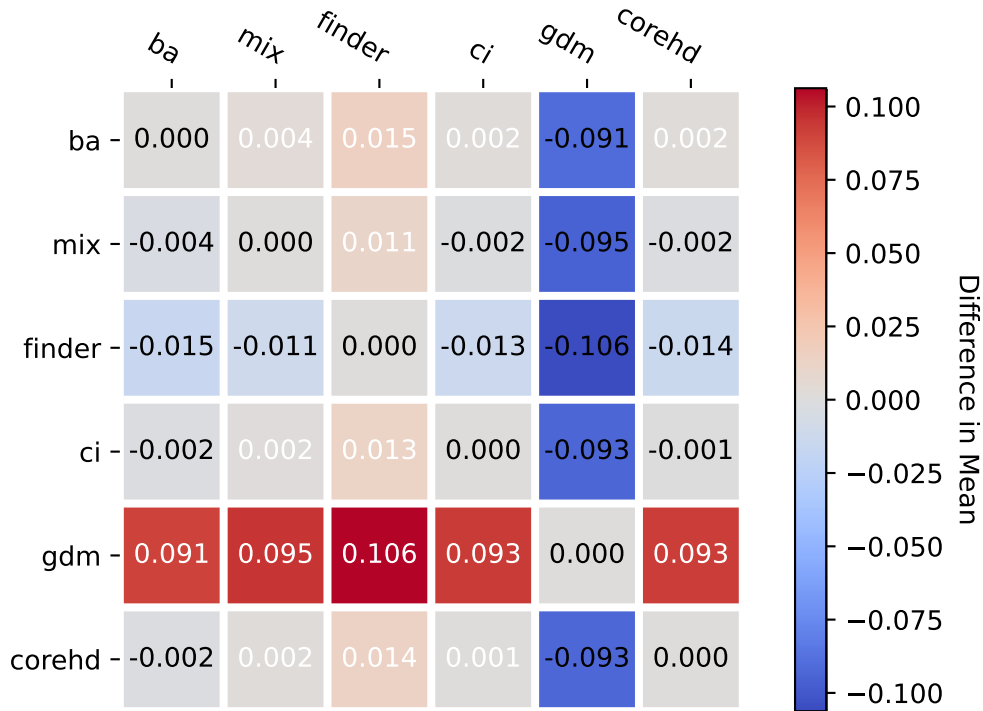 ba mix finder ci gdm corehd
ba 0.000 0.004 0.015 0.002 -0.091 0.002
mix -0.004 0.000 0.011 -0.002 -0.095 -0.002
finder -0.015 -0.011 0.000 -0.013 -0.106 -0.014
ci -0.002 0.002 0.013 0.000 -0.093 -0.001
gdm 0.091 0.095 0.106 0.093 0.000 0.093
corehd -0.002 0.002 0.014 0.001 -0.093 0.000
0.100
0.075
0.050
0.025
0.000
−0.025
−0.050
−0.075
−0.100
Difference in Mean